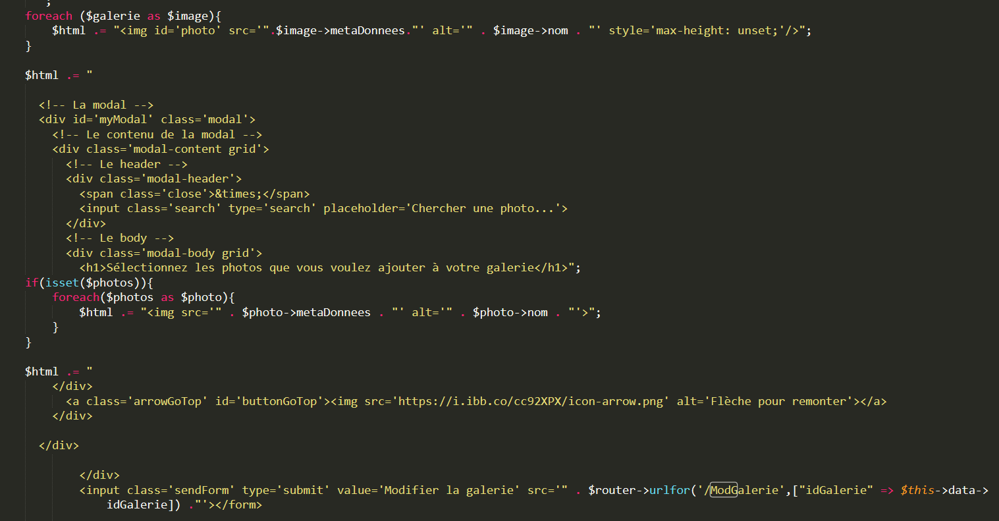 ;
foreach ($galerie as $image){
$html .= "<img id='photo' src='".$image->metaDonnees."' alt='" . $image->nom . "' style='max-height: unset;'/>";
}
$html .= "
<!-- La modal -->
<div id='myModal' class='modal'>
<!-- Le contenu de la modal -->
<div class='modal-content grid'>
<!-- Le header -->
<div class='modal-header'>
<span class='close'>&times;</span>
<input class='search' type='search' placeholder='Chercher une photo...'>
</div>
<!-- Le body -->
<div class='modal-body grid'>
<h1>Sélectionnez les photos que vous voulez ajouter à votre galerie</h1>";
if(isset($photos)){
foreach($photos as $photo){
$html .= "<img src='" . $photo->metaDonnees . "' alt='" . $photo->nom . "'>";
}
}
$html .= "
</div>
<a class='arrowGoTop' id='buttonGoTop'><img src='https://i.ibb.co/cc92XPX/icon-arrow.png' alt='Flèche pour remonter'></a>
</div>
</div>
</div>
<input class='sendForm' type='submit' value='Modifier la galerie' src='" . $router->urlfor('/ModGalerie',["idGalerie" => $this->data->
idGalerie]) ."'></form>